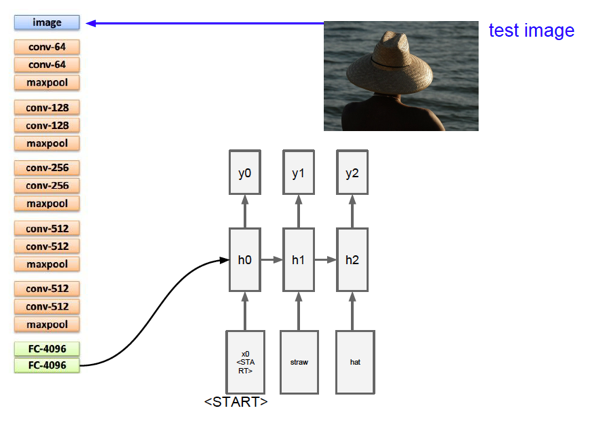 image
test image
conv-64
conv-64
maxpool
conv-128
conv-128
maxpool
conv-256
conv-256
maxpool
conv-512
conv-512
maxpool
conv-512
conv-512
maxpool
FC-4096
FC-4096
y0
y1
y2
h0
h1
h2
x0
<STA
RT>
straw
hat
<START>